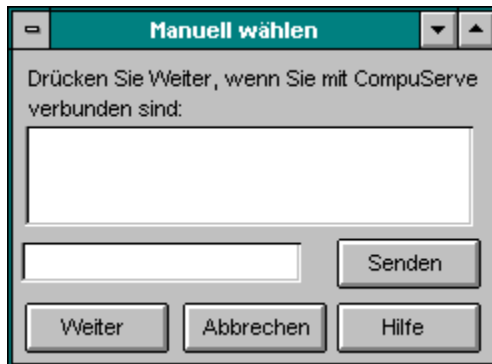 Manuell wählen
Drücken Sie Weiter, wenn Sie mit CompuServe
verbunden sind:
Senden
Weiter Abbrechen Hilfe